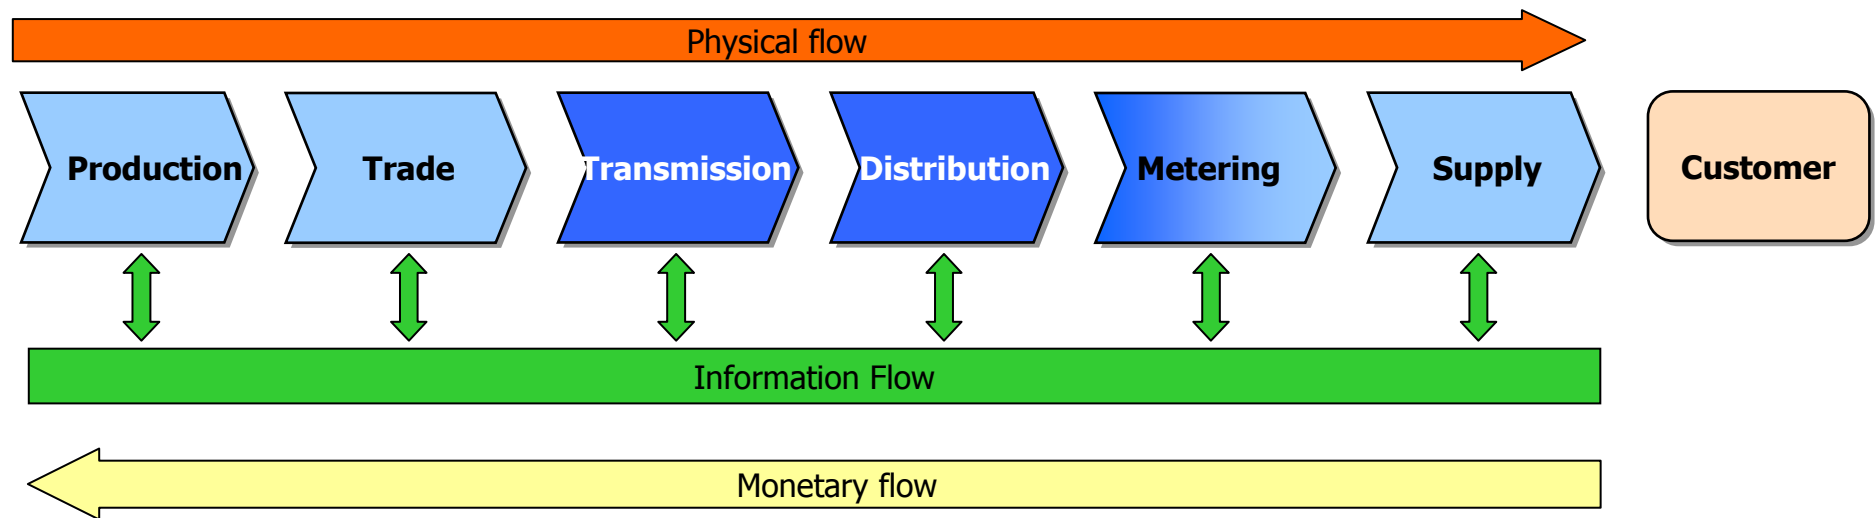 Physical flow
Production
Trade
Transmission
Distribution
Metering
Supply
Customer
Information Flow
Monetary flow